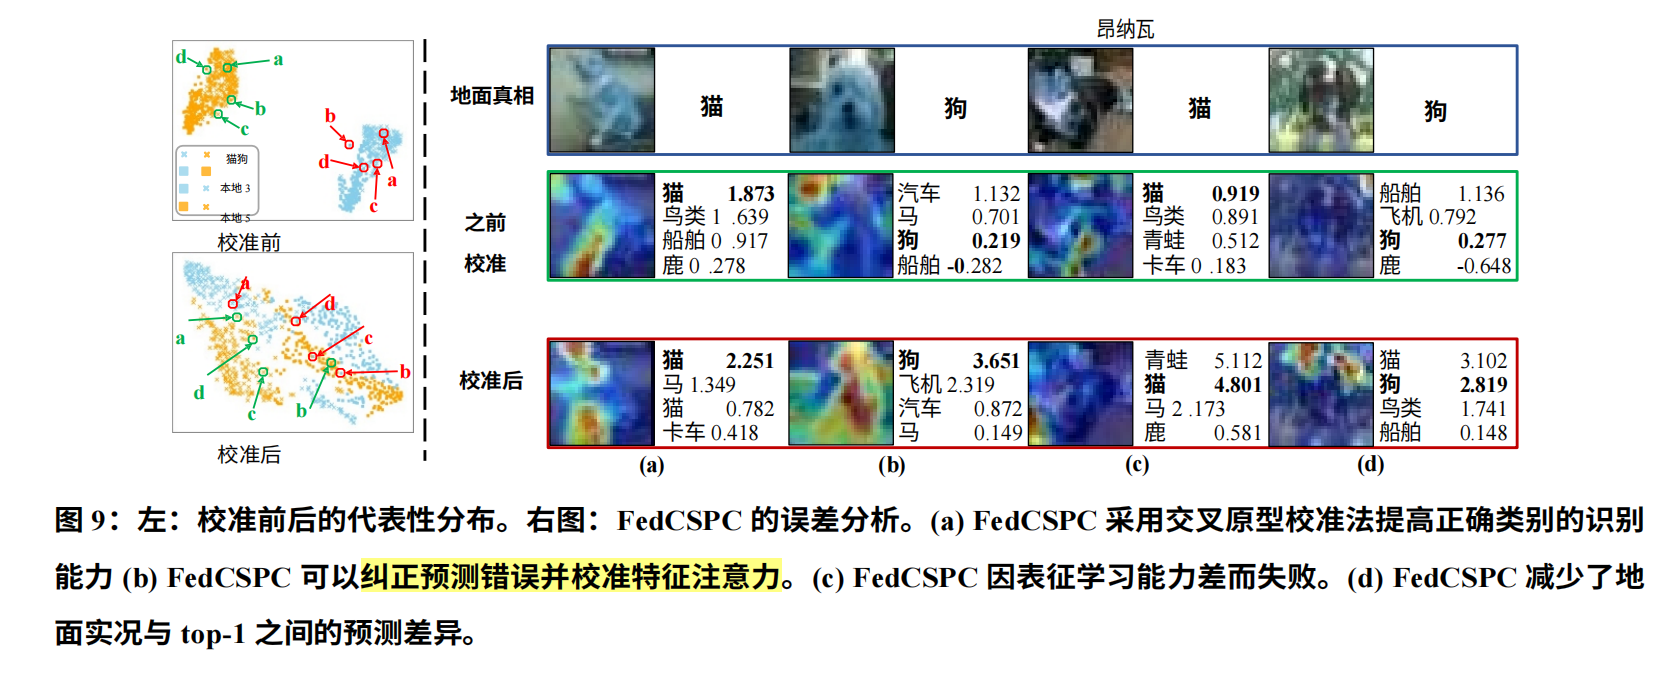 昂纳瓦
d
a
b
c
b
d
a
c
猫狗
本地 3
本地 5
校准前
a
d
a
c
b
d
c
b
校准后
地面真相
猫
狗
猫
狗
之前
校准
猫 1.873
鸟类 1 .639
船舶 0 .917
鹿 0 .278
汽车 1.132
马 0.701
狗 0.219
船舶 -0.282
猫 0.919
鸟类 0.891
青蛙 0.512
卡车 0 .183
船舶 1.136
飞机 0.792
狗 0.277
鹿 -0.648
校准后
猫 2.251
马 1.349
猫 0.782
卡车 0.418
狗 3.651
飞机 2.319
汽车 0.872
马 0.149
青蛙 5.112
猫 4.801
马 2 .173
鹿 0.581
猫 3.102
狗 2.819
鸟类 1.741
船舶 0.148
(a)
(b)
(c)
(d)
图 9：左：校准前后的代表性分布。右图：FedCSPC 的误差分析。(a) FedCSPC 采用交叉原型校准法提高正确类别的识别
能力 (b) FedCSPC 可以纠正预测错误并校准特征注意力。(c) FedCSPC 因表征学习能力差而失败。(d) FedCSPC 减少了地
面实况与 top-1 之间的预测差异。